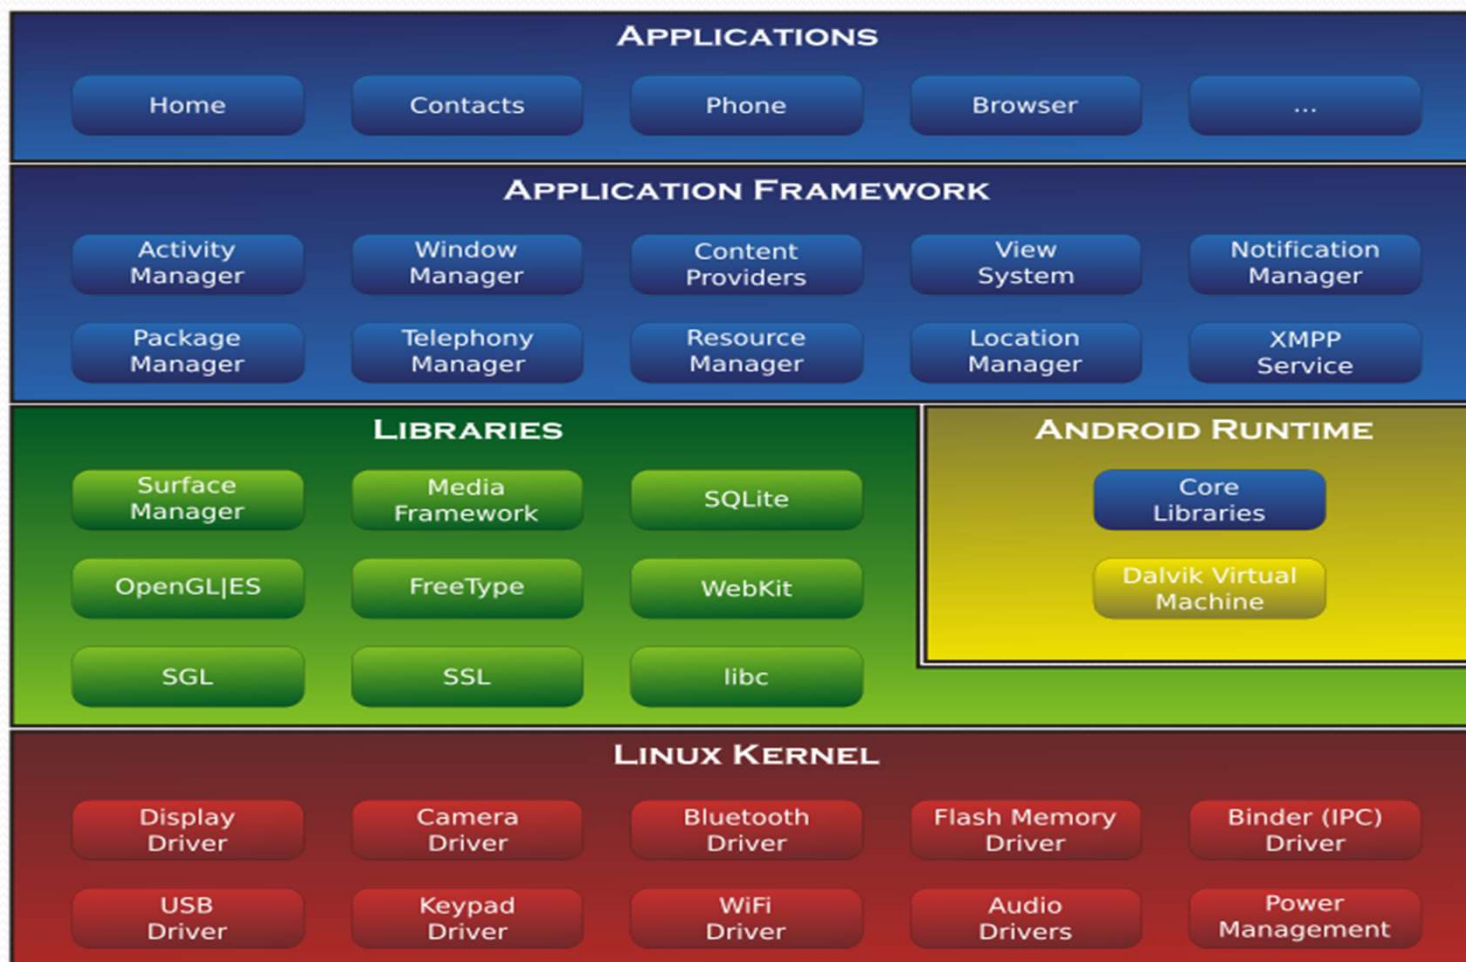 APPLICATIONS
Home
Contacts
Phone
Browser
...
APPLICATION FRAMEWORK
Activity
Manager
Window
Manager
Content
Providers
View
System
Notification
Manager
Package
Manager
Telephony
Manager
Resource
Manager
Location
Manager
XMPP
Service
LIBRARIES
Surface
Manager
Media
Framework
SQLite
OpenGL|ES
FreeType
WebKit
SGL
SSL
libc
ANDROID RUNTIME
Core
Libraries
Dalvik Virtual
Machine
LINUX KERNEL
Display
Driver
Camera
Driver
Bluetooth
Driver
Flash Memory
Driver
Binder (IPC)
Driver
USB
Driver
Keypad
Driver
WiFi
Driver
Audio
Drivers
Power
Management